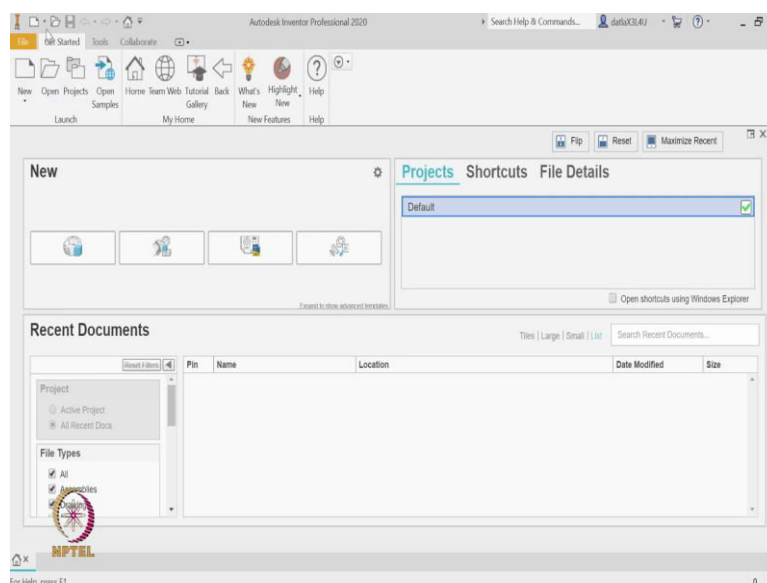 Autodesk Inventor Professional 2020 Search Help & Commands... datlaX3L4U
File Get Started Tools Collaborate
New Open Projects Open Samples Home Team Web Tutorial Gallery Back What's New Highlight New Help
Launch My Home New Features Help
Flip Reset Maximize Recent
New Projects Shortcuts File Details
Default
Expand to show advanced templates
Open shortcuts using Windows Explorer
Recent Documents Tiles | Large | Small | List Search Recent Documents...
Reset Filters Pin Name Location Date Modified Size
Project
Active Project
All Recent Docs
File Types
All
Assemblies
Drawings
NPTEL
For Help, press F1 0